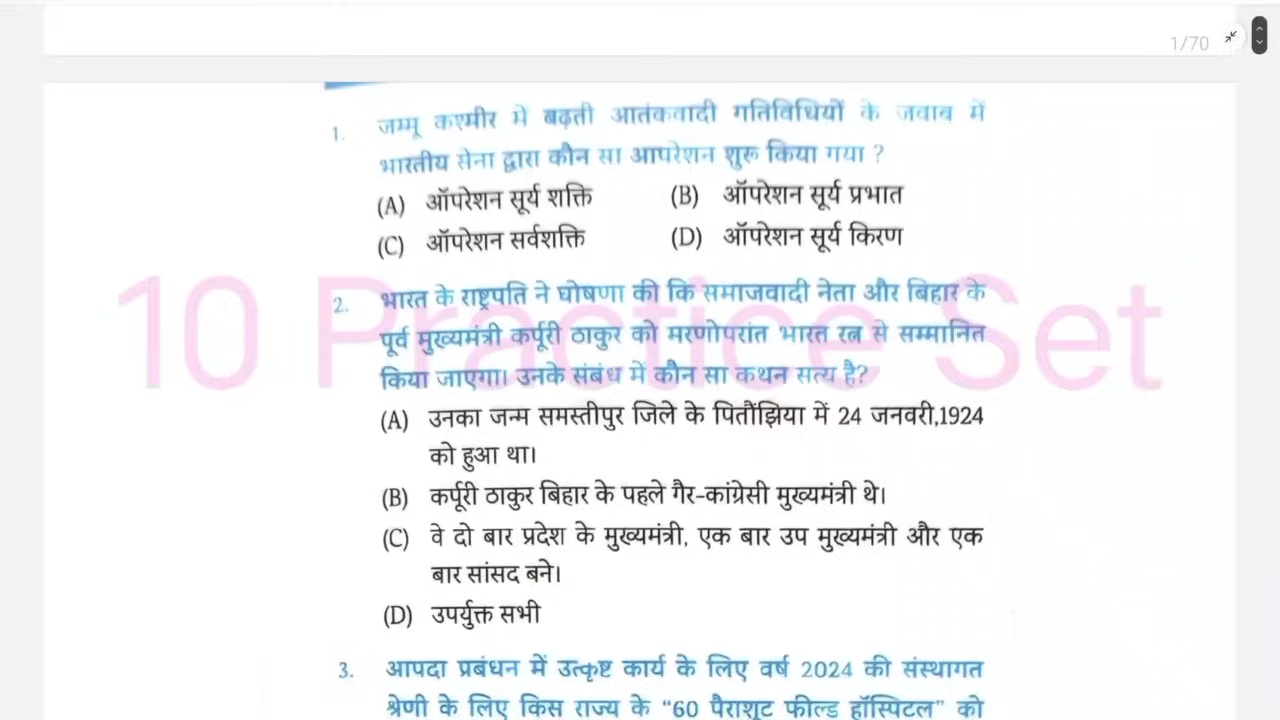 1/70
1. जम्मू कश्मीर मे बढ़ती आतंकवादी गतिविधियों के जवाब में
भारतीय सेना द्वारा कौन सा आपरेशन शुरू किया गया ?
(A) ऑपरेशन सूर्य शक्ति (B) ऑपरेशन सूर्य प्रभात
(C) ऑपरेशन सर्वशक्ति (D) ऑपरेशन सूर्य किरण
10 Practice Set
2. भारत के राष्ट्रपति ने घोषणा की कि समाजवादी नेता और बिहार के
पूर्व मुख्यमंत्री कर्पूरी ठाकुर को मरणोपरांत भारत रत्न से सम्मानित
किया जाएगा। उनके संबंध में कौन सा कथन सत्य है?
(A) उनका जन्म समस्तीपुर जिले के पितौंझिया में 24 जनवरी,1924
को हुआ था।
(B) कर्पूरी ठाकुर बिहार के पहले गैर-कांग्रेसी मुख्यमंत्री थे।
(C) वे दो बार प्रदेश के मुख्यमंत्री, एक बार उप मुख्यमंत्री और एक
बार सांसद बने।
(D) उपर्युक्त सभी
3. आपदा प्रबंधन में उत्कृष्ट कार्य के लिए वर्ष 2024 की संस्थागत
श्रेणी के लिए किस राज्य के “60 पैराशूट फील्ड हॉस्पिटल” को